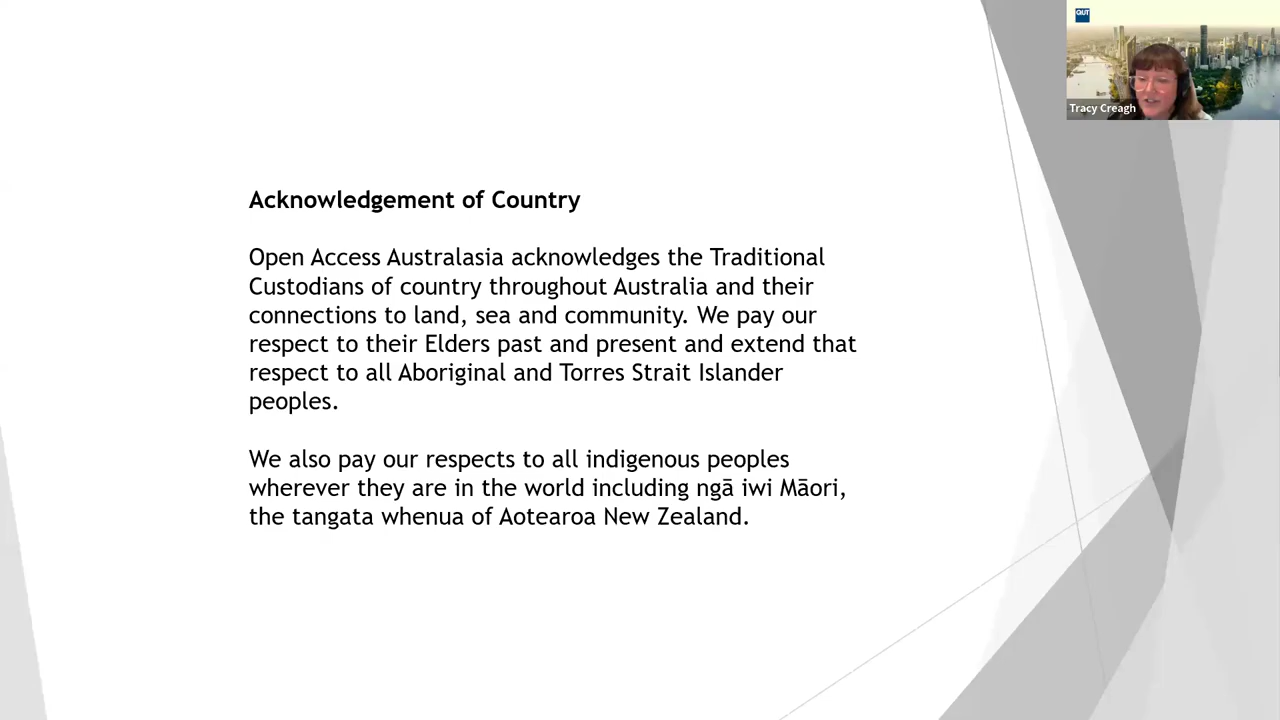 QUT
Tracy Creagh
Acknowledgement of Country
Open Access Australasia acknowledges the Traditional
Custodians of country throughout Australia and their
connections to land, sea and community. We pay our
respect to their Elders past and present and extend that
respect to all Aboriginal and Torres Strait Islander
peoples.
We also pay our respects to all indigenous peoples
wherever they are in the world including ngā iwi Māori,
the tangata whenua of Aotearoa New Zealand.